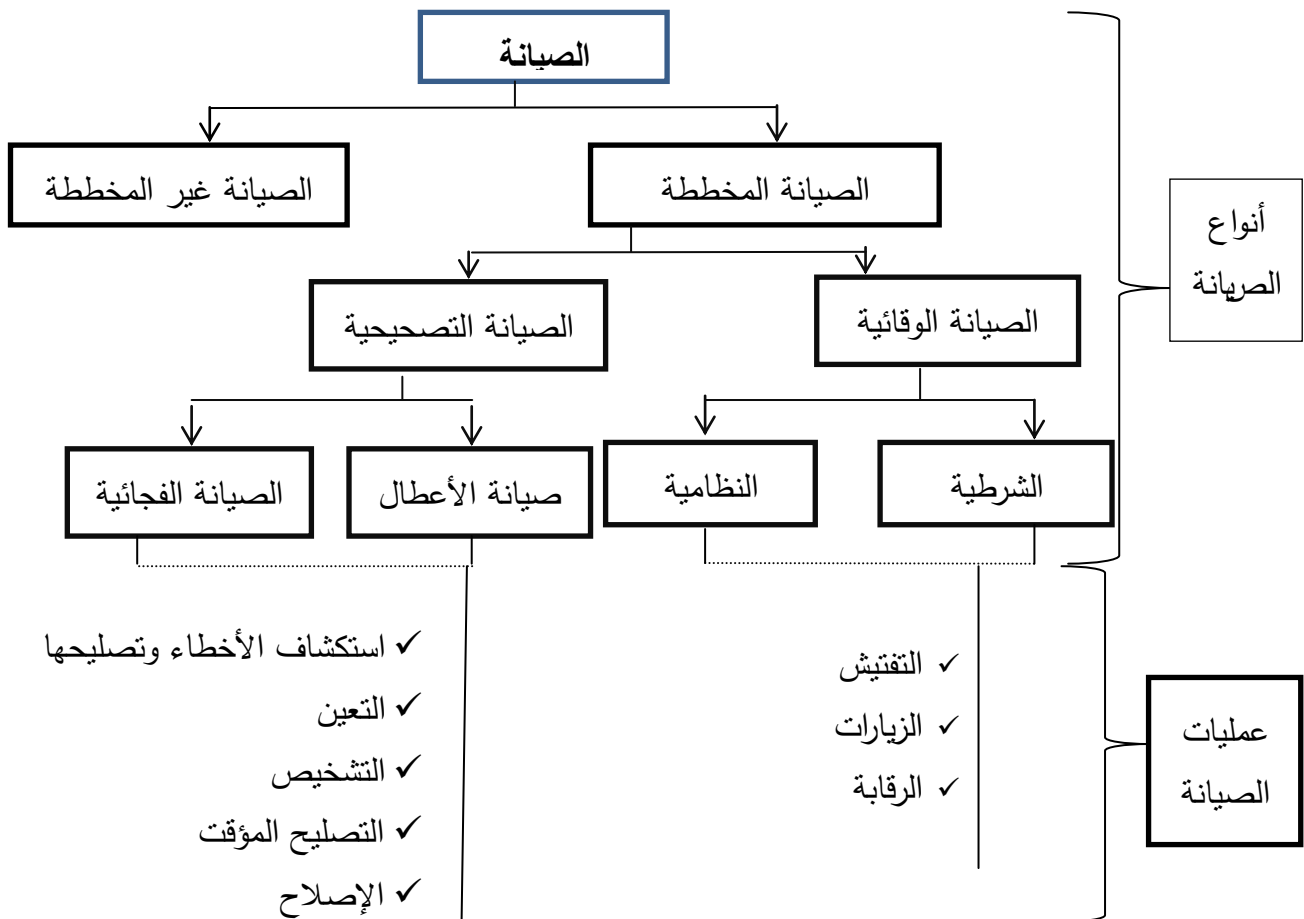 الصيانة
الصيانة المخططة
الصيانة غير المخططة
أنواع
الصيانة
الصيانة الوقائية
الصيانة التصحيحية
الشرطية
النظامية
صيانة الأعطال
الصيانة الفجائية
✓ التفتيش
✓ الزيارات
✓ الرقابة
✓ استكشاف الأخطاء وتصليحها
✓ التعين
✓ التشخيص
✓ التصليح المؤقت
✓ الإصلاح
عمليات
الصيانة